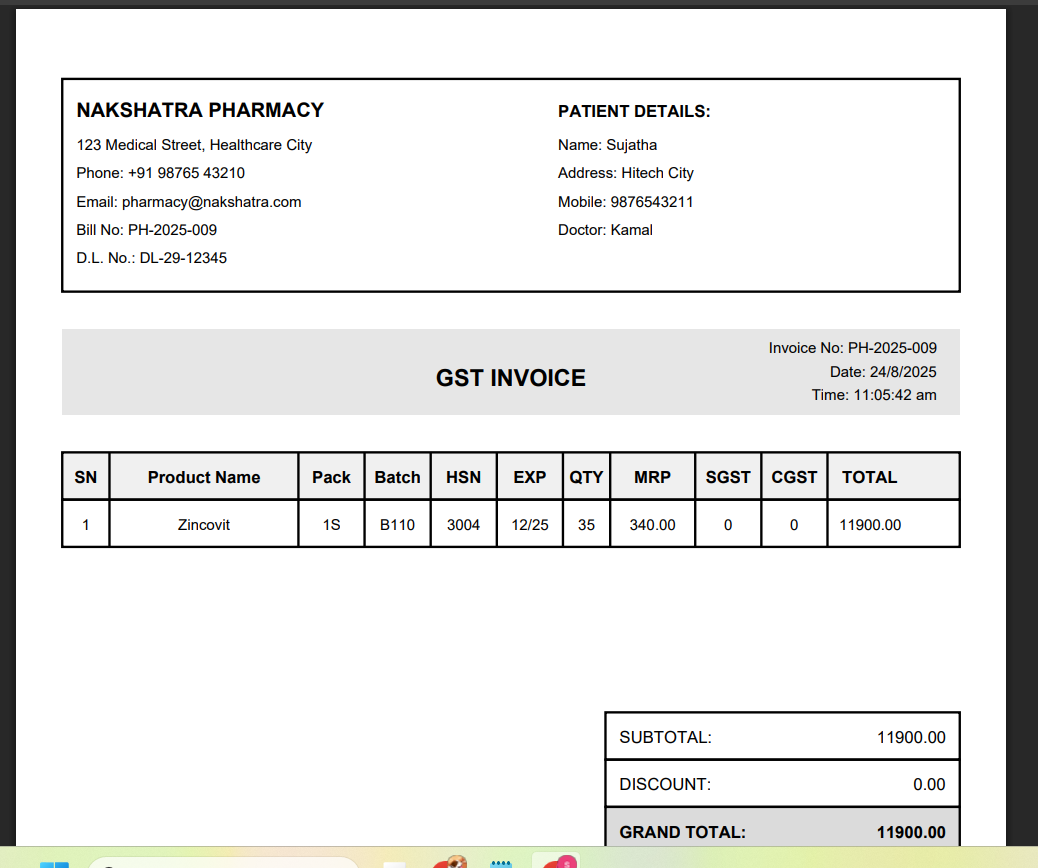 NAKSHATRA PHARMACY
123 Medical Street, Healthcare City
Phone: +91 98765 43210
Email: pharmacy@nakshatra.com
Bill No: PH-2025-009
D.L. No.: DL-29-12345
PATIENT DETAILS:
Name: Sujatha
Address: Hitech City
Mobile: 9876543211
Doctor: Kamal
GST INVOICE
Invoice No: PH-2025-009
Date: 24/8/2025
Time: 11:05:42 am
SN Product Name Pack Batch HSN EXP QTY MRP SGST CGST TOTAL
1 Zincovit 1S B110 3004 12/25 35 340.00 0 0 11900.00
SUBTOTAL: 11900.00
DISCOUNT: 0.00
GRAND TOTAL: 11900.00